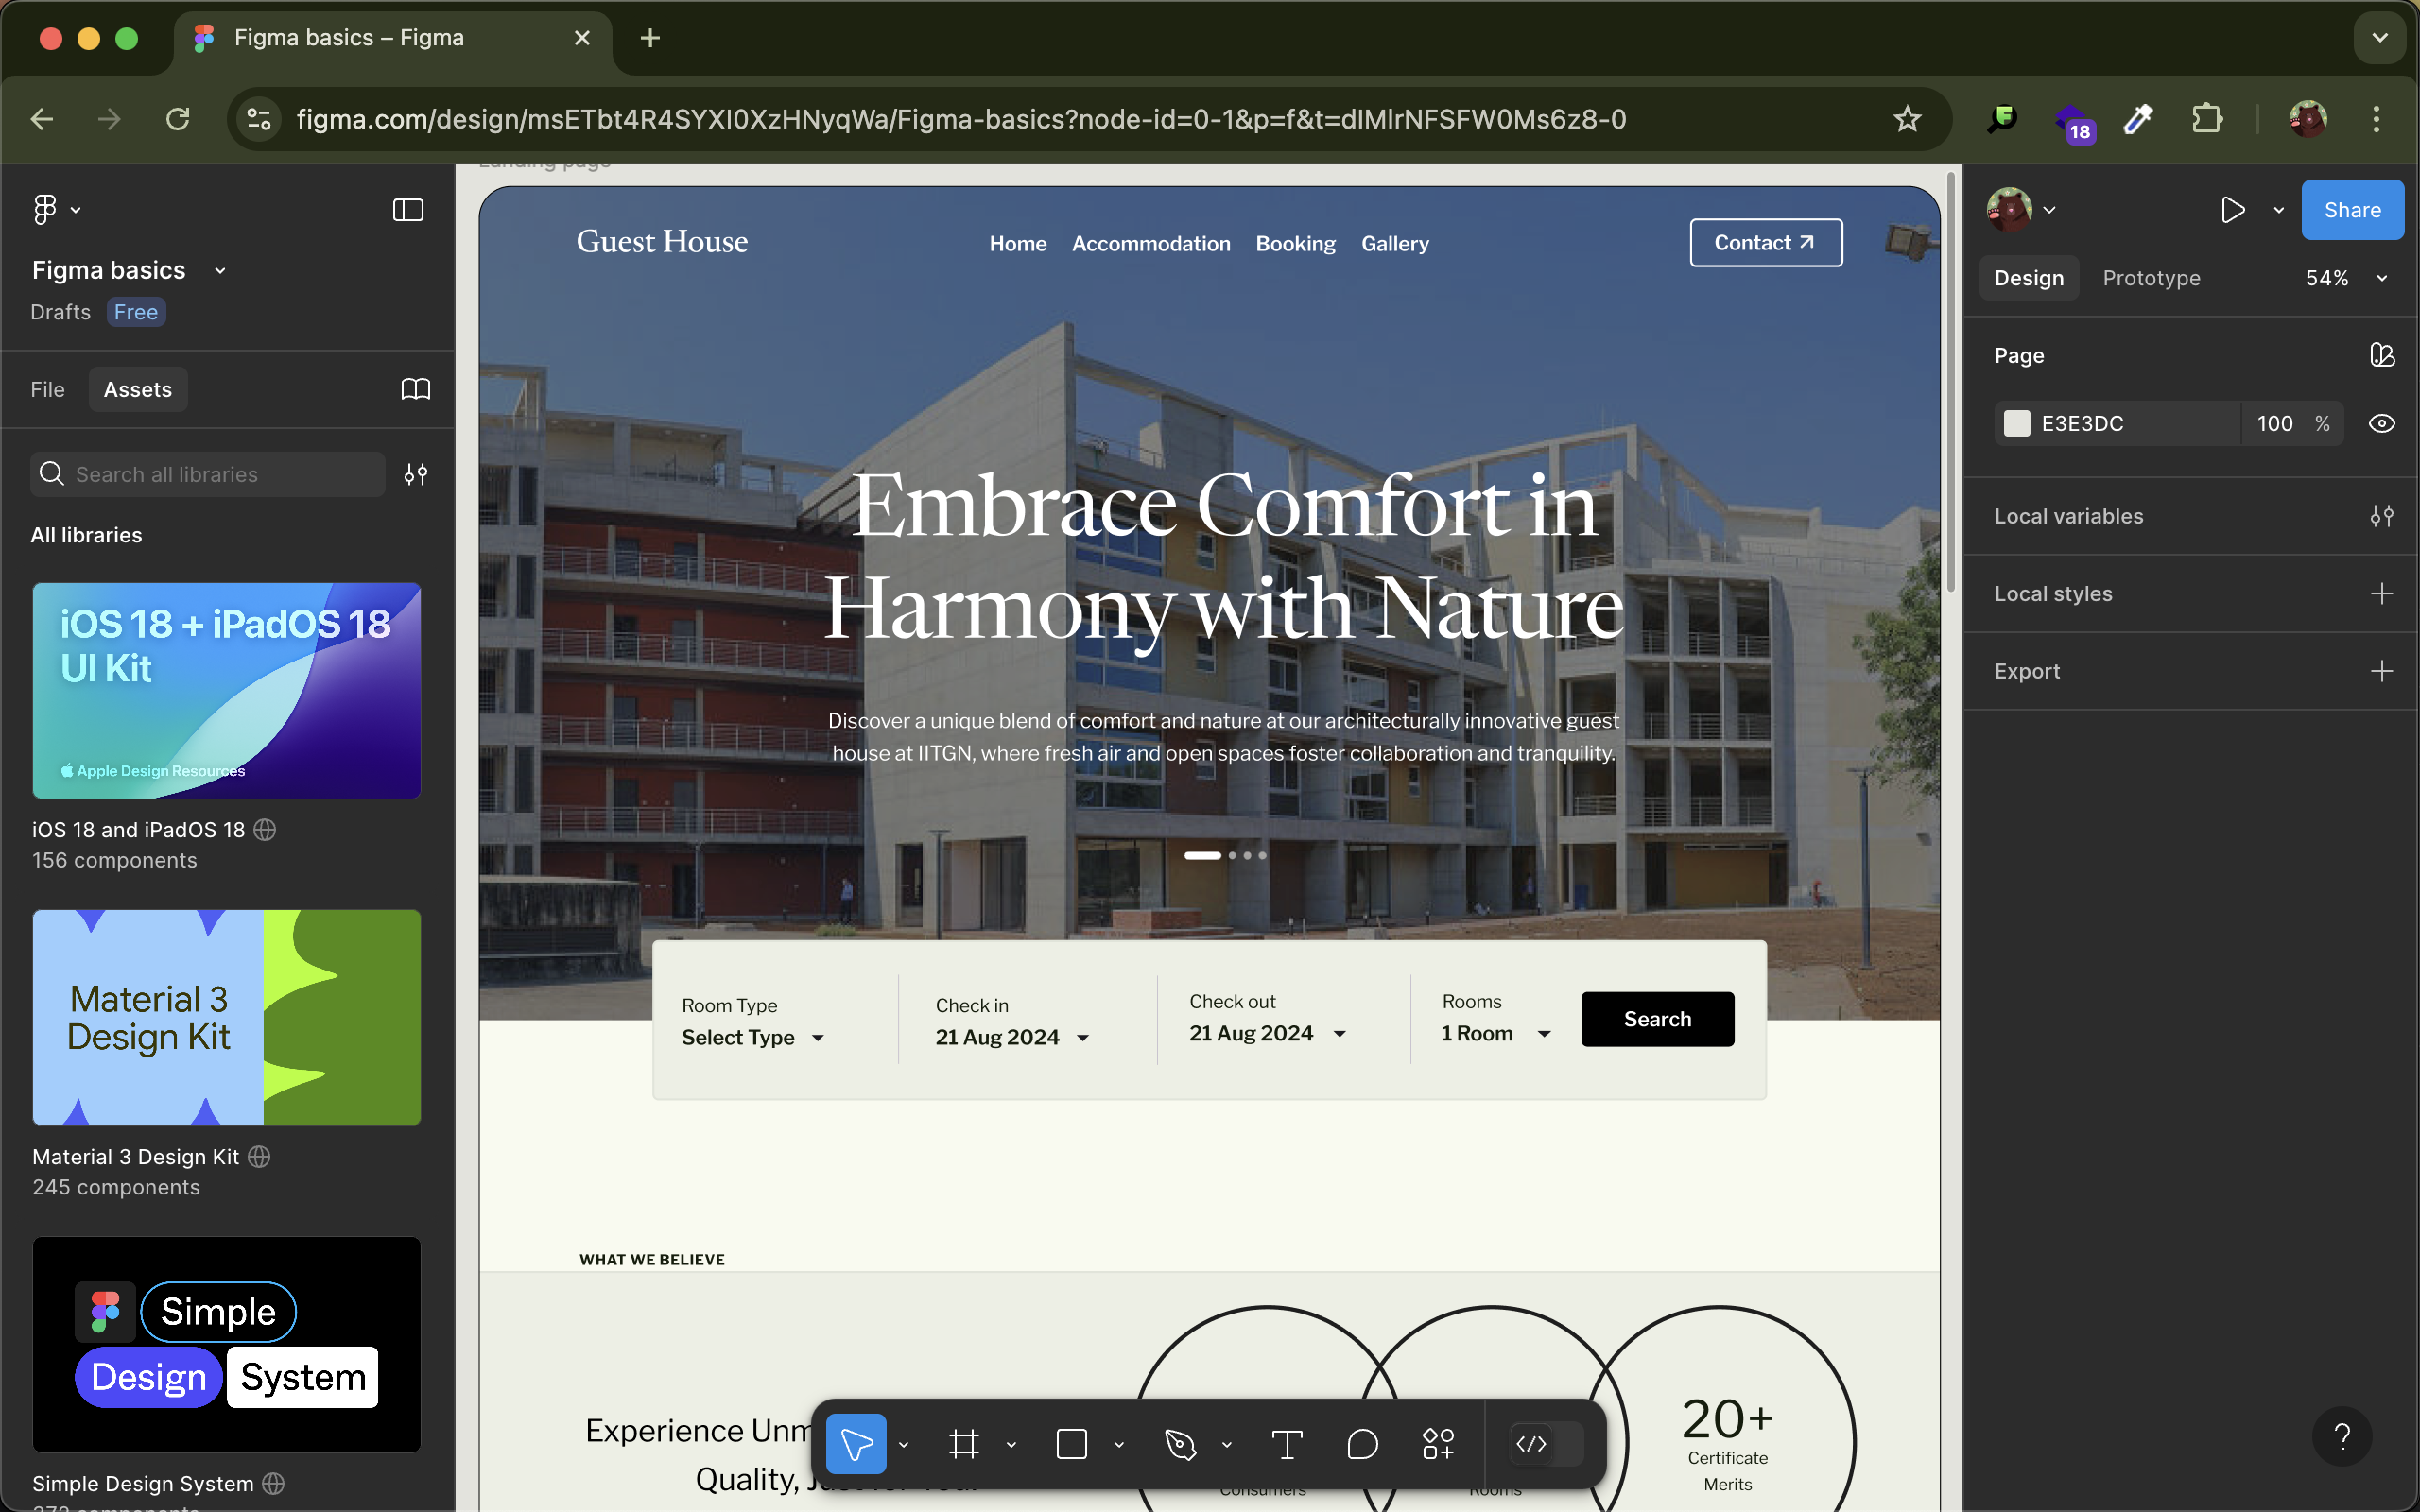 Figma basics – Figma
figma.com/design/msETbt4R4SYXI0XzHNyqWa/Figma-basics?node-id=0-1&p=f&t=dIMlrNFSFW0Ms6z8-0
18
Figma basics
Drafts Free
File Assets
Search all libraries
All libraries
iOS 18 + iPadOS 18
UI Kit
Apple Design Resources
iOS 18 and iPadOS 18
156 components
Material 3
Design Kit
Material 3 Design Kit
245 components
Simple
Design System
Simple Design System
Landing page
Guest House
Home Accommodation Booking Gallery
Contact
Embrace Comfort in
Harmony with Nature
Discover a unique blend of comfort and nature at our architecturally innovative guest
house at IITGN, where fresh air and open spaces foster collaboration and tranquility.
Room Type
Select Type
Check in
21 Aug 2024
Check out
21 Aug 2024
Rooms
1 Room
Search
WHAT WE BELIEVE
Experience
Quality,
20+
Certificate
Merits
Consumers
Rooms
Share
Design Prototype 54%
Page
E3E3DC 100 %
Local variables
Local styles
Export
?